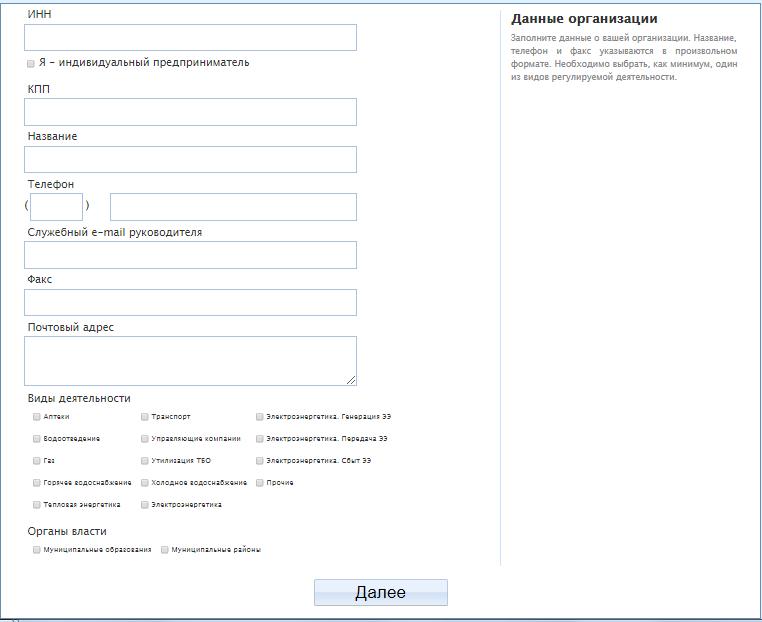 ИНН
Я - индивидуальный предприниматель
КПП
Название
Телефон
( )
Служебный e-mail руководителя
Факс
Почтовый адрес
Виды деятельности
Аптеки Транспорт Электроэнергетика. Генерация ЭЭ
Водоотведение Управляющие компании Электроэнергетика. Передача ЭЭ
Газ Утилизация ТБО Электроэнергетика. Сбыт ЭЭ
Горячее водоснабжение Холодное водоснабжение Прочие
Тепловая энергетика Электроэнергетика
Органы власти
Муниципальные образования Муниципальные районы
Далее
Данные организации
Заполните данные о вашей организации. Название,
телефон и факс указываются в произвольном
формате. Необходимо выбрать, как минимум, один
из видов регулируемой деятельности.